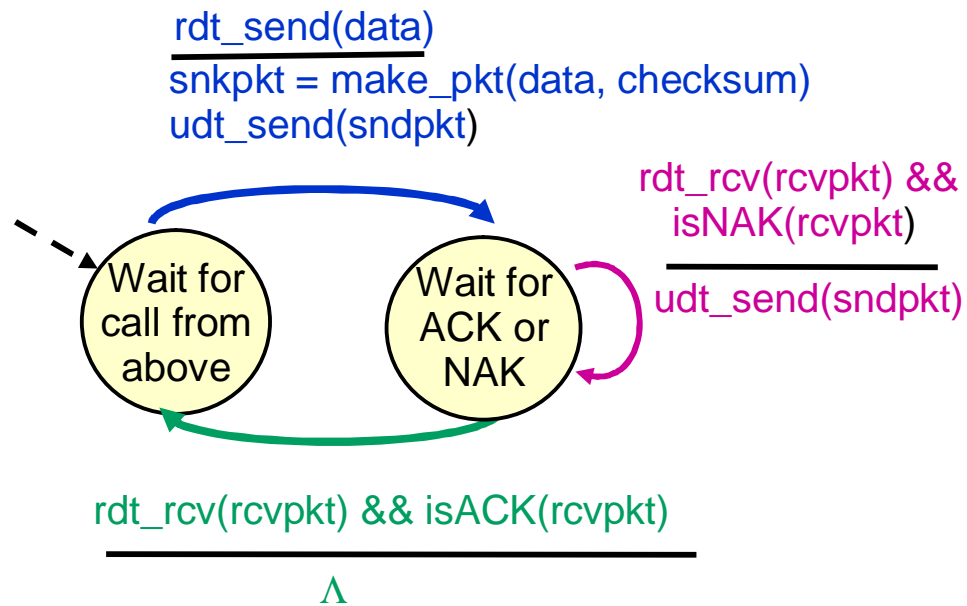 rdt_send(data)
snkpkt = make_pkt(data, checksum)
udt_send(sndpkt)
rdt_rcv(rcvpkt) &&
isNAK(rcvpkt)
udt_send(sndpkt)
Wait for
call from
above
Wait for
ACK or
NAK
rdt_rcv(rcvpkt) && isACK(rcvpkt)
Λ